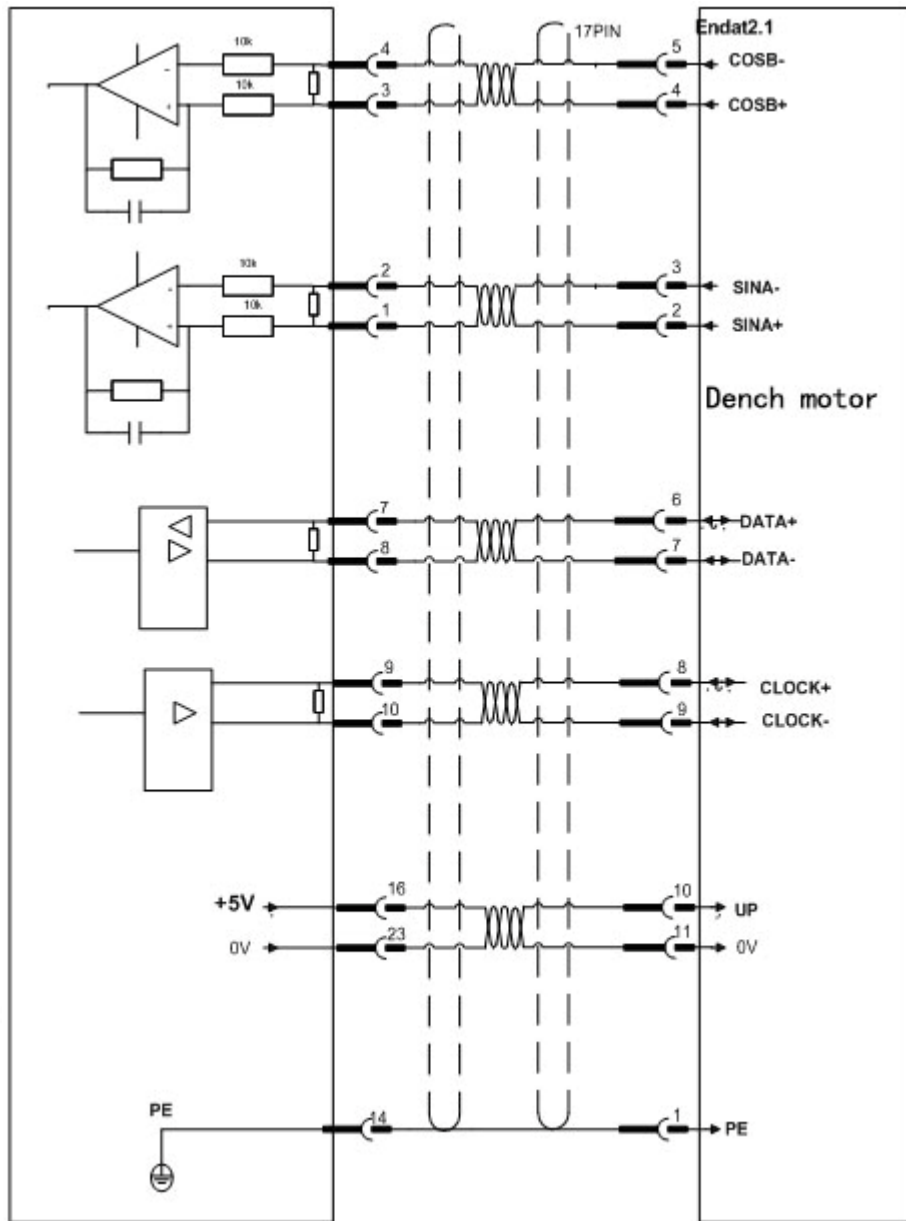 17PIN Endat2.1
10k 4 5 COSB-
10k 3 4 COSB+
- +
10k 2 3 SINA-
10k 1 2 SINA+
- +
Dench motor
7 6 DATA+
8 7 DATA-
9 8 CLOCK+
10 9 CLOCK-
+5V 16 10 UP
0V 23 11 0V
PE 14 1 PE